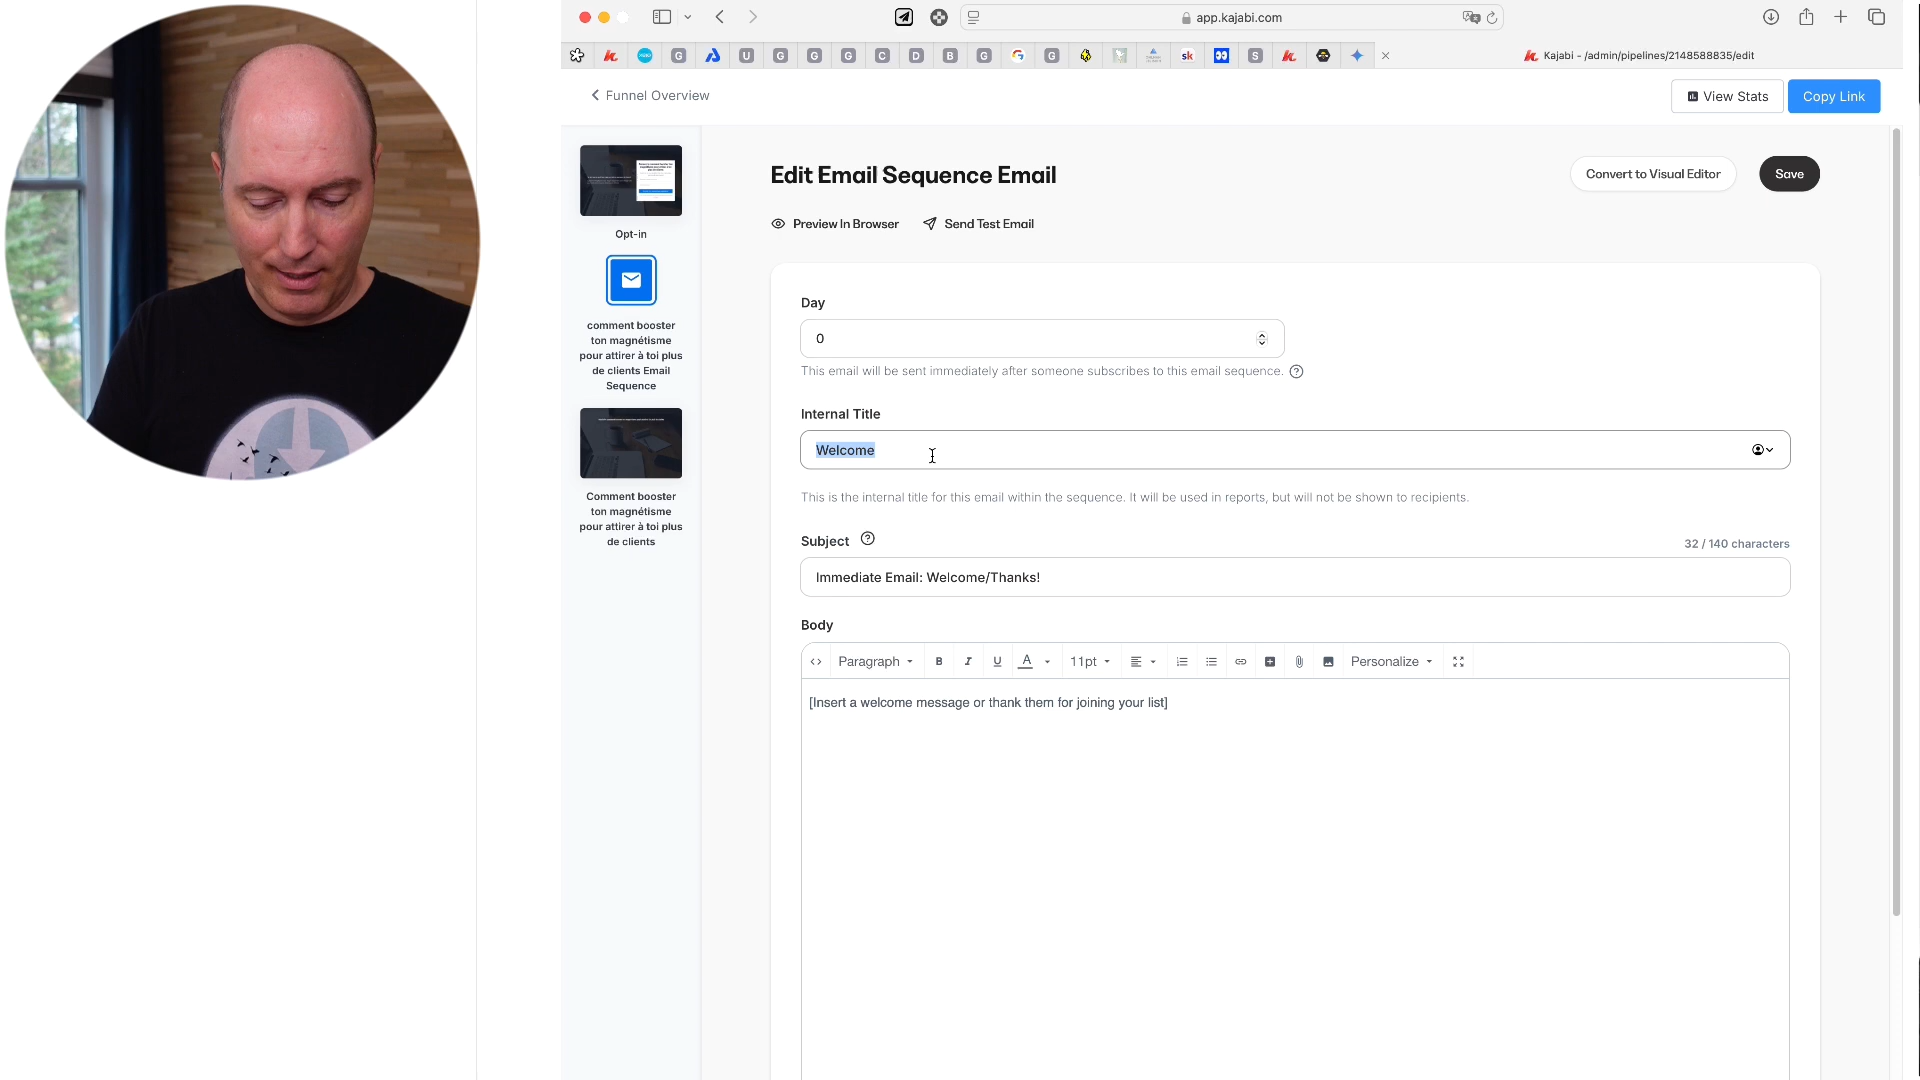 app.kajabi.com
G
U
G
G
G
C
D
B
G
G
sk
S
Kajabi - /admin/pipelines/2148588835/edit
Funnel Overview
View Stats
Copy Link
Opt-in
comment booster
ton magnétisme
pour attirer à toi plus
de clients Email
Sequence
Comment booster
ton magnétisme
pour attirer à toi plus
de clients
Edit Email Sequence Email
Convert to Visual Editor
Save
Preview In Browser
Send Test Email
Day
0
This email will be sent immediately after someone subscribes to this email sequence.
Internal Title
Welcome
This is the internal title for this email within the sequence. It will be used in reports, but will not be shown to recipients.
Subject
32 / 140 characters
Immediate Email: Welcome/Thanks!
Body
Paragraph
B
I
U
A
11pt
Personalize
[Insert a welcome message or thank them for joining your list]